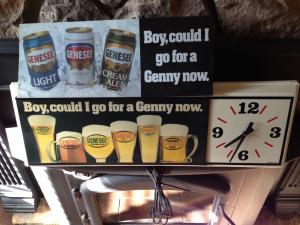 GENESEE
LIGHT
GENESEE
Genesee
CREAM
ALE
Boy, could I
go for a
Genny now.
Boy, could I go for a Genny now.
12
3
6
9